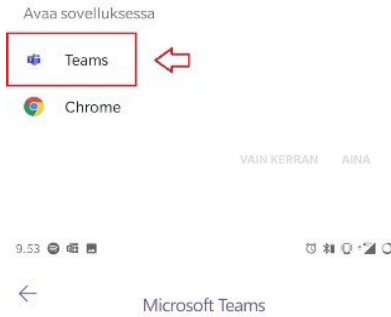 Avaa sovelluksessa
Teams
Chrome
VAIN KERRAN AINA
9.53
Microsoft Teams